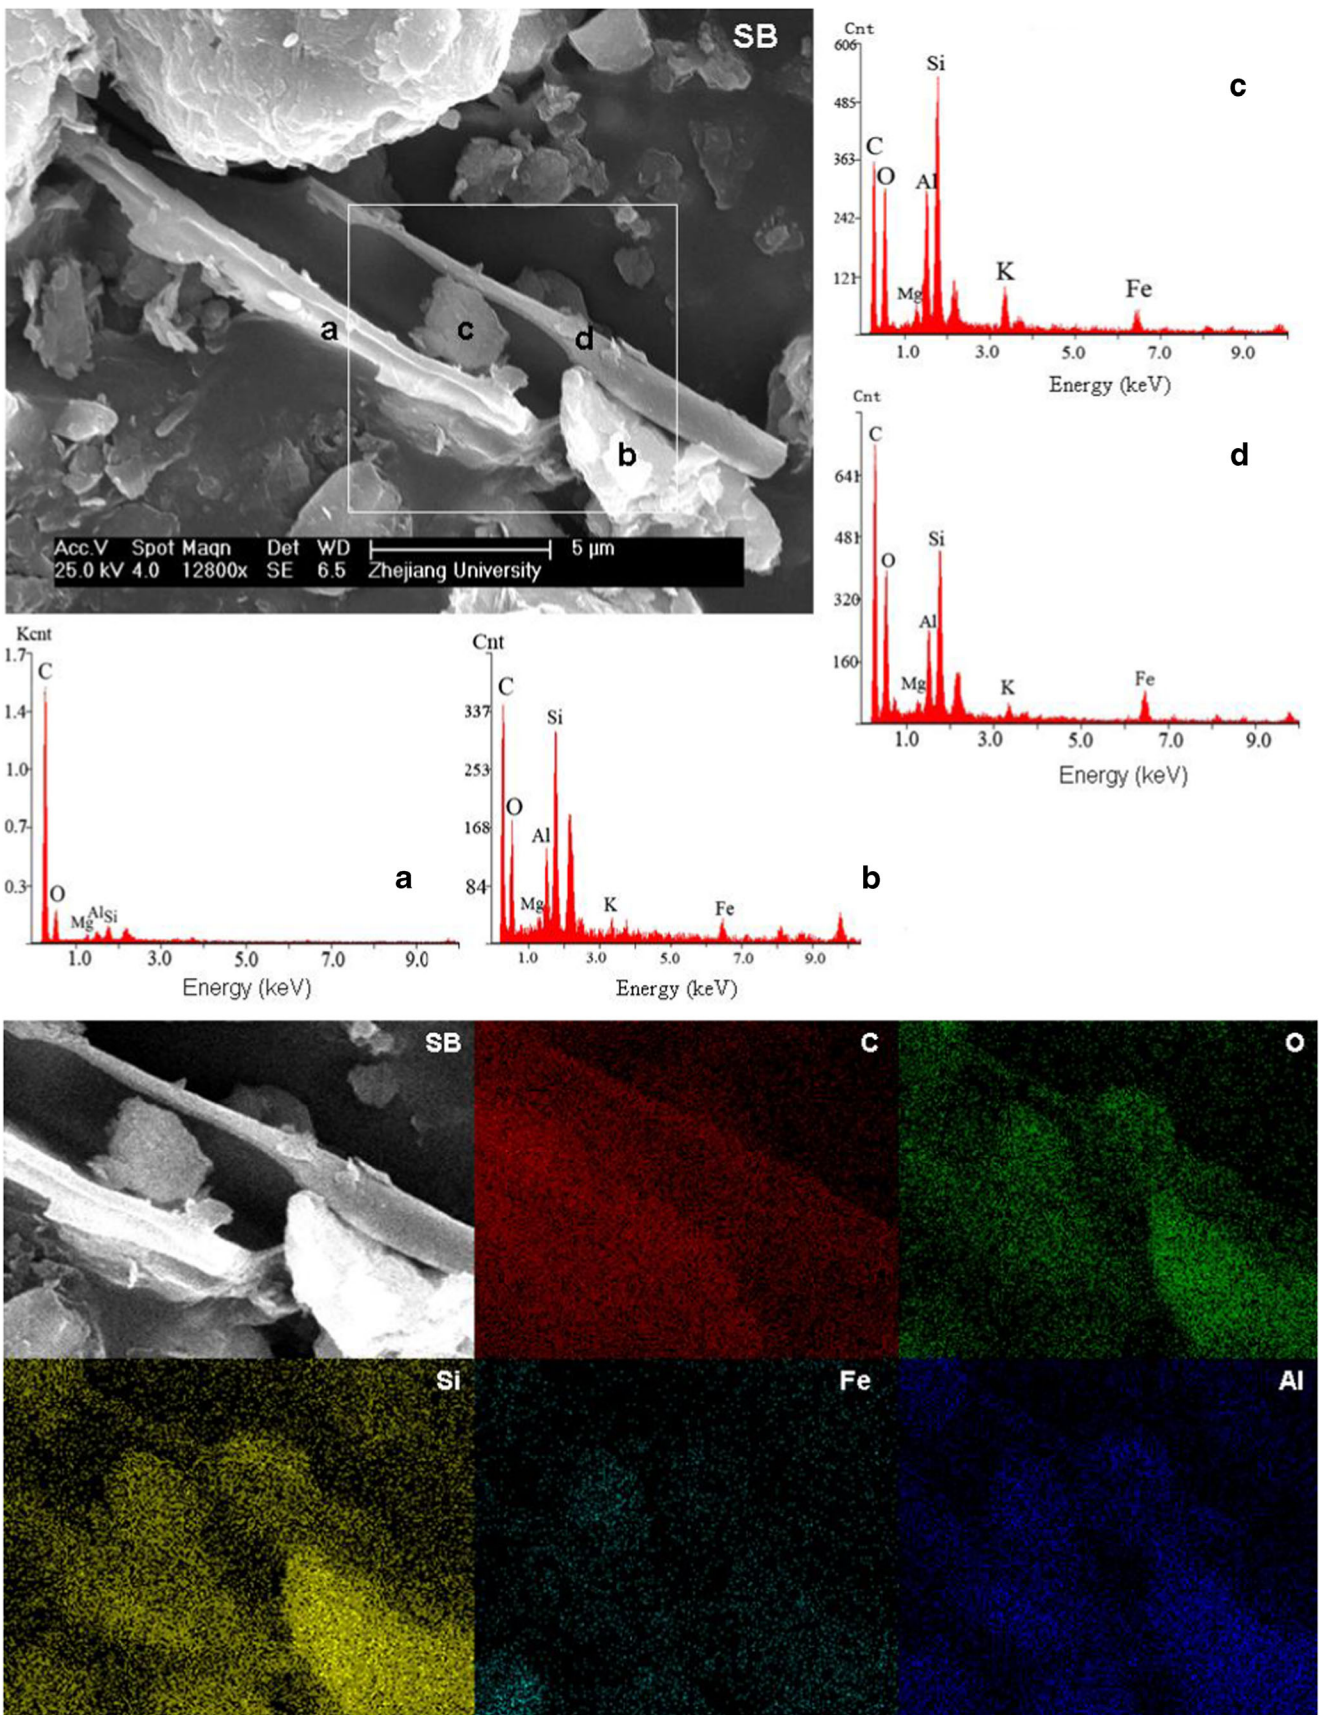 SB
a
c
d
b
Acc.V Spot Magn Det WD 5 µm
25.0 kV 4.0 12800x SE 6.5 Zhejiang University
Cnt
606
485
363
242
121
C
O
Mg
Al
Si
K
Fe
c
1.0 3.0 5.0 7.0 9.0
Energy (keV)
Cnt
641
481
320
160
C
O
Mg
Al
Si
K
Fe
d
1.0 3.0 5.0 7.0 9.0
Energy (keV)
Kcnt
1.7
1.4
1.0
0.7
0.3
C
O
Mg
Al
Si
a
1.0 3.0 5.0 7.0 9.0
Energy (keV)
Cnt
337
253
168
84
C
O
Mg
Al
Si
K
Fe
b
1.0 3.0 5.0 7.0 9.0
Energy (keV)
SB
C
O
Si
Fe
Al